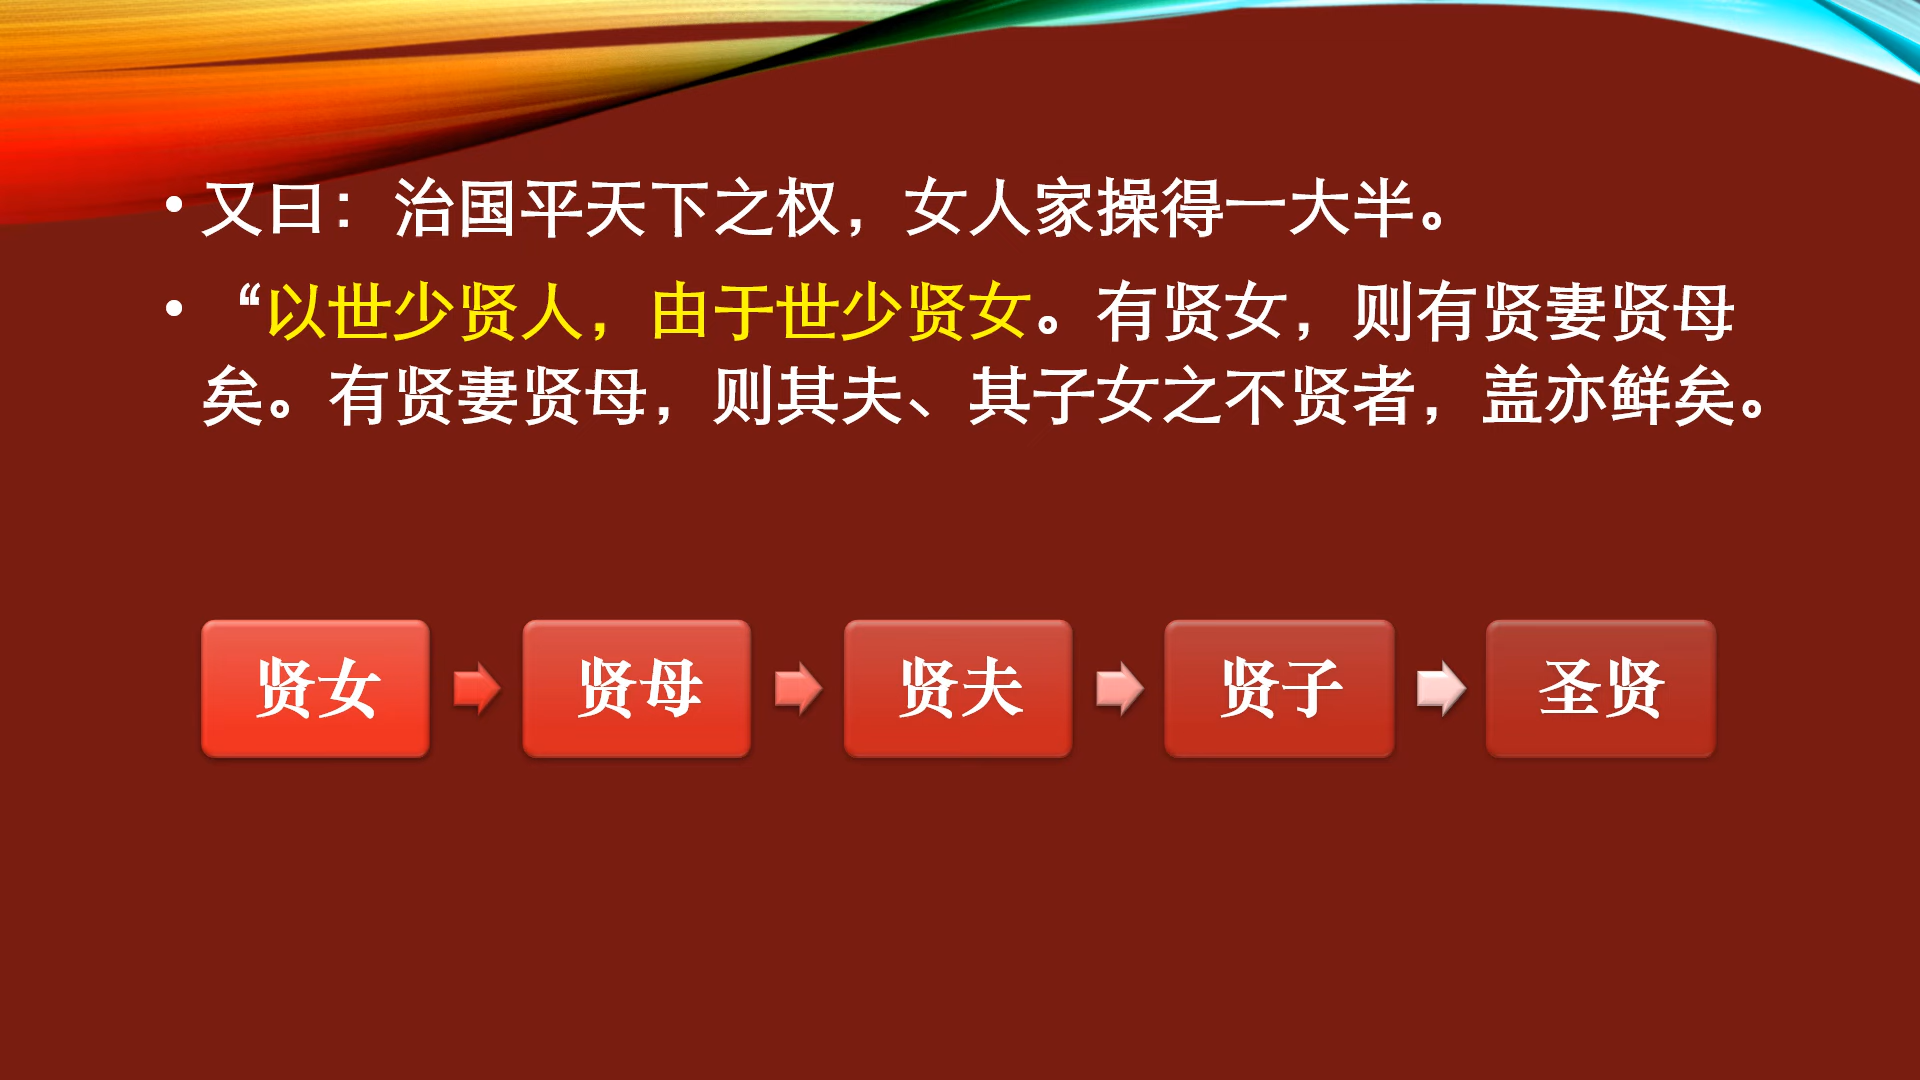 • 又曰：治国平天下之权，女人家操得一大半。
• “以世少贤人，由于世少贤女。有贤女，则有贤妻贤母
矣。有贤妻贤母，则其夫、其子女之不贤者，盖亦鲜矣。
贤女
贤母
贤夫
贤子
圣贤